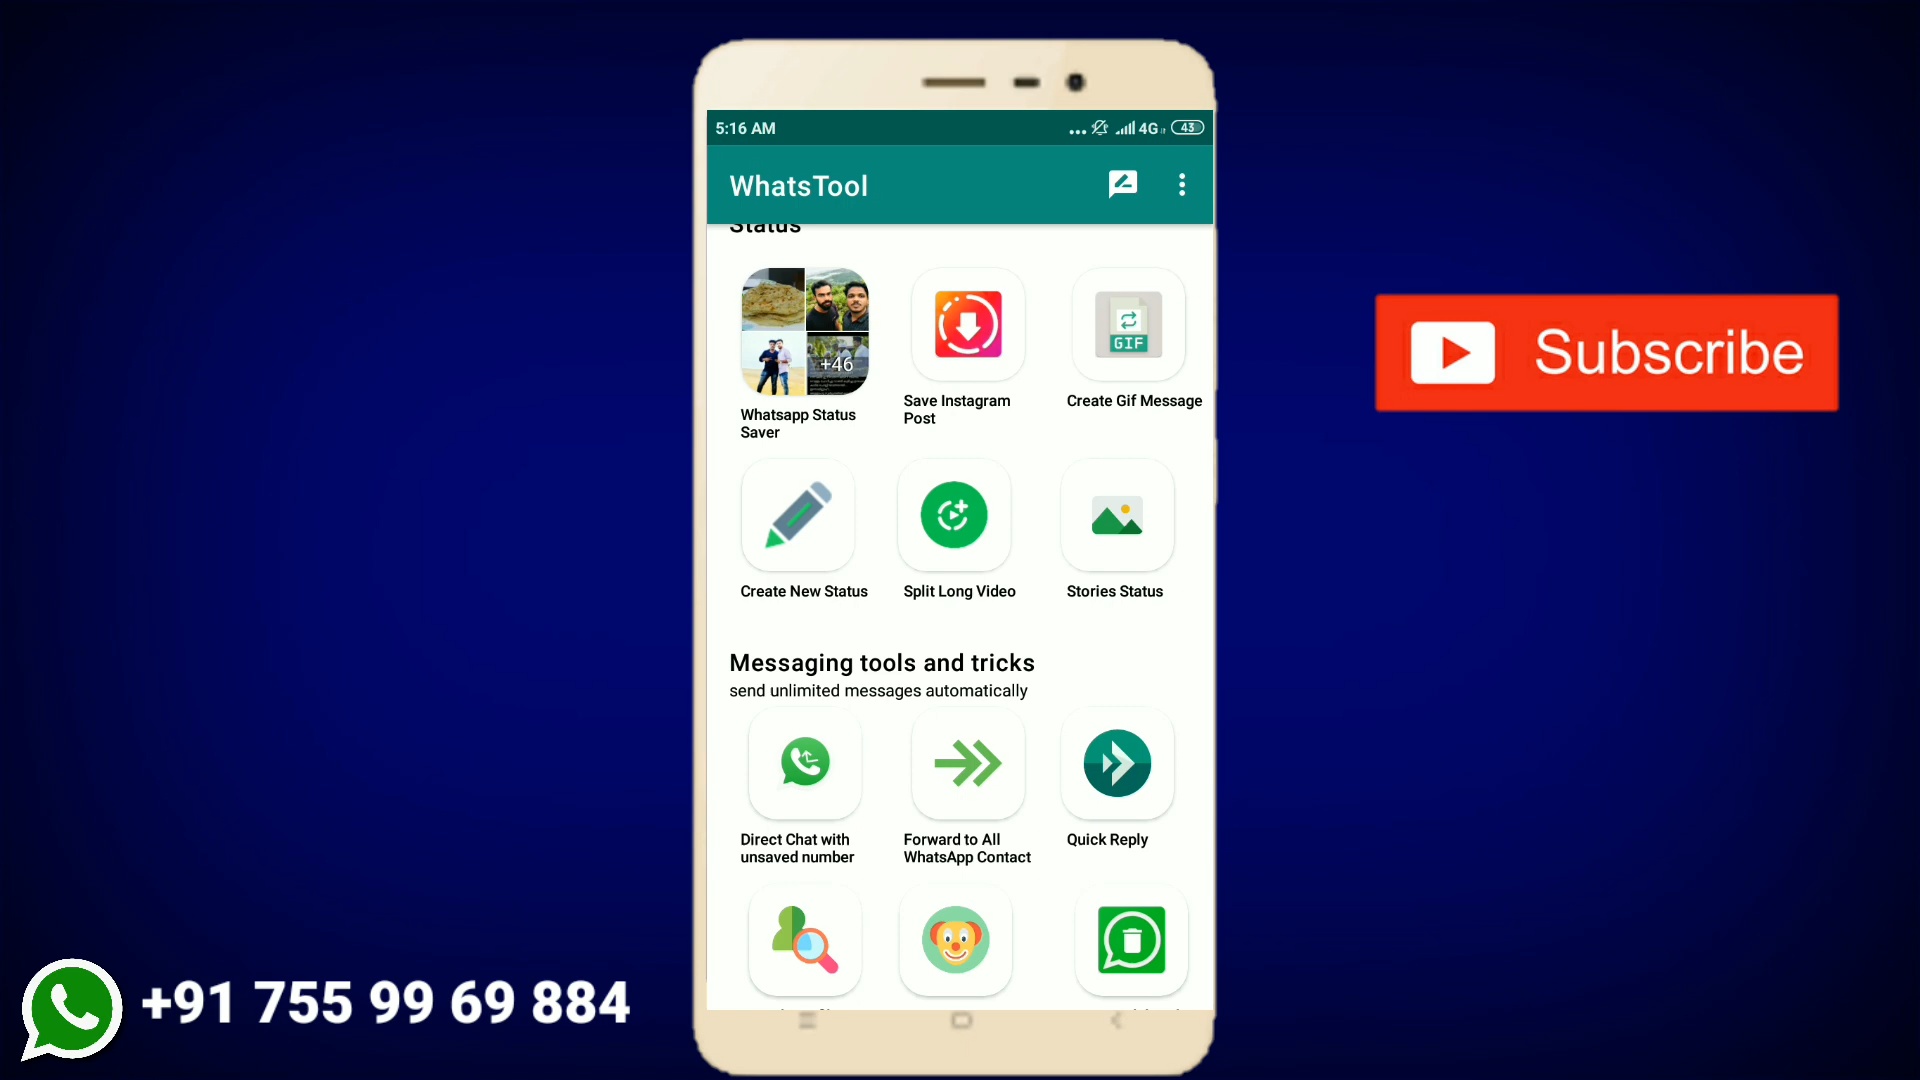 5:16 AM
4G
43
WhatsTool
Status
+46
GIF
Whatsapp Status
Saver
Save Instagram
Post
Create Gif Message
Create New Status
Split Long Video
Stories Status
Messaging tools and tricks
send unlimited messages automatically
Direct Chat with
unsaved number
Forward to All
WhatsApp Contact
Quick Reply
Subscribe
+91 755 99 69 884